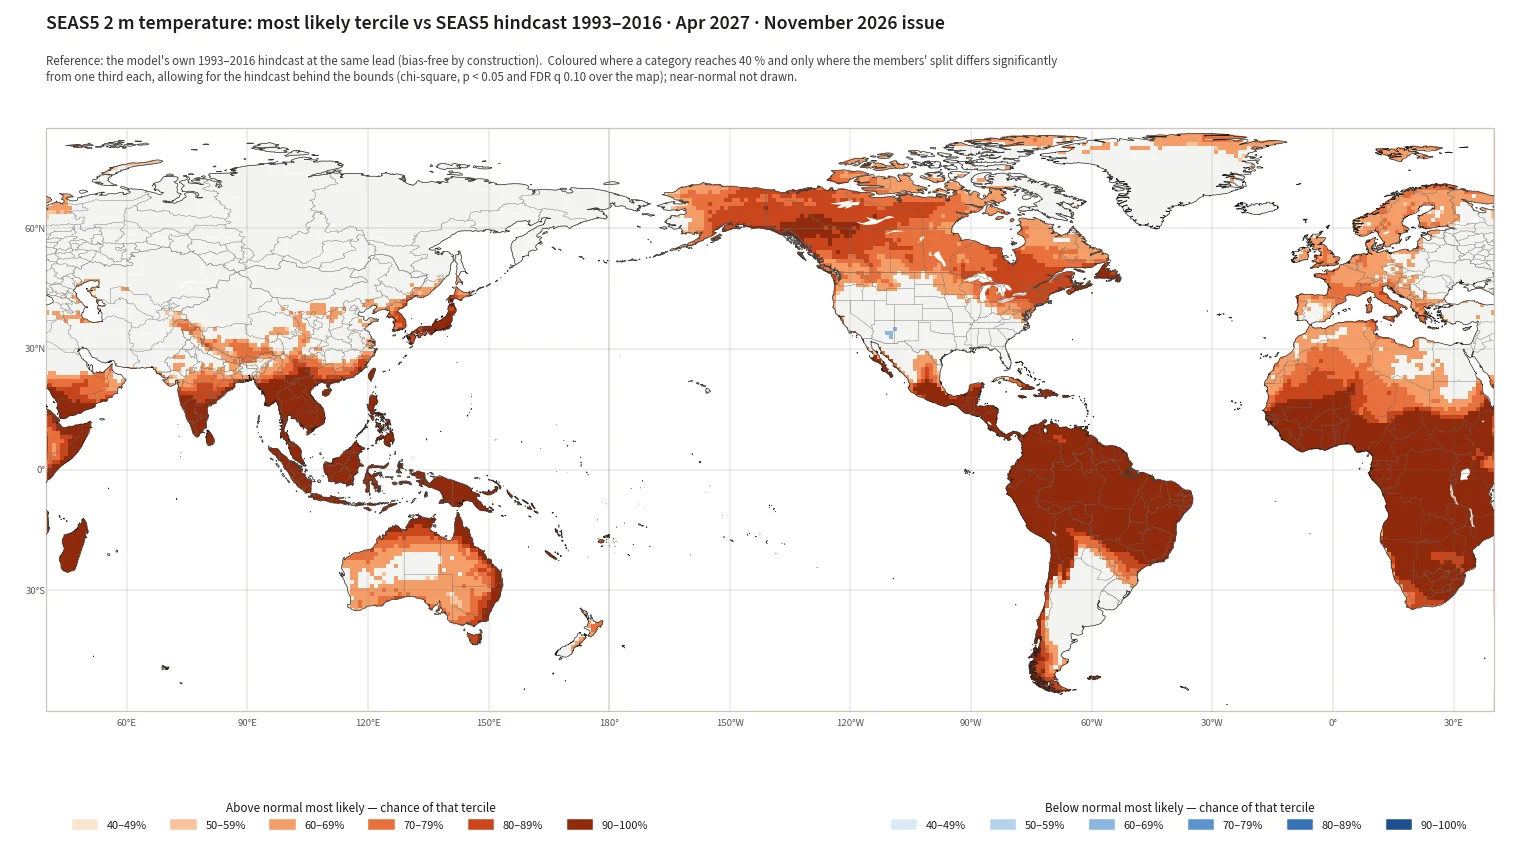 SEAS5 2 m temperature: most likely tercile vs SEAS5 hindcast 1993–2016 · Apr 2027 · November 2026 issue
Reference: the model's own 1993–2016 hindcast at the same lead (bias-free by construction).  Coloured where a category reaches 40 % and only where the members' split differs significantly
from one third each, allowing for the hindcast behind the bounds (chi-square, p < 0.05 and FDR q 0.10 over the map); near-normal not drawn.
60°N
30°N
0°
30°S
60°E 90°E 120°E 150°E 180° 150°W 120°W 90°W 60°W 30°W 0° 30°E
Above normal most likely — chance of that tercile
40–49% 50–59% 60–69% 70–79% 80–89% 90–100%
Below normal most likely — chance of that tercile
40–49% 50–59% 60–69% 70–79% 80–89% 90–100%